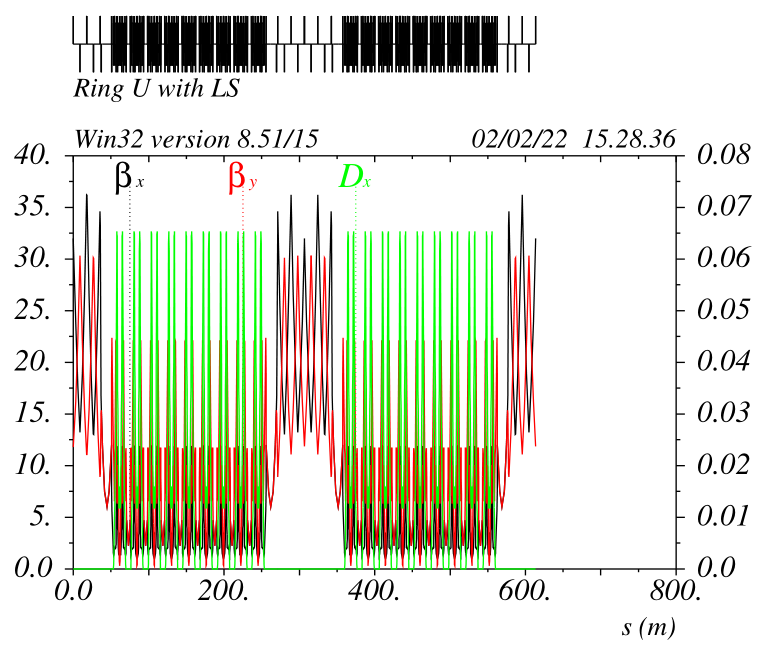 Ring U with LS
Win32 version 8.51/15 02/02/22 15.28.36
40. βx βy Dx 0.08
35. 0.07
30. 0.06
25. 0.05
20. 0.04
15. 0.03
10. 0.02
5. 0.01
0.0 0.0
0.0 200. 400. 600. 800.
s (m)